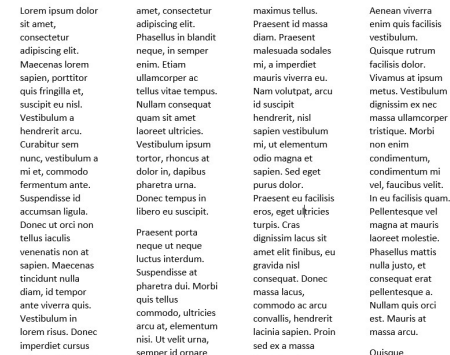 Lorem ipsum dolor
sit amet,
consectetur
adipiscing elit.
Maecenas lorem
sapien, porttitor
quis fringilla et,
suscipit eu nisl.
Vestibulum a
hendrerit arcu.
Curabitur sem
nunc, vestibulum a
mi et, commodo
fermentum ante.
Suspendisse id
accumsan ligula.
Donec ut orci non
tellus iaculis
venenatis non at
sapien. Maecenas
tincidunt nulla
diam, id tempor
ante viverra quis.
Vestibulum in
lorem risus. Donec
imperdiet cursus
amet, consectetur
adipiscing elit.
Phasellus in blandit
neque, in semper
enim. Etiam
ullamcorper ac
tellus vitae tempus.
Nullam consequat
quam sit amet
laoreet ultricies.
Vestibulum ipsum
tortor, rhoncus at
dolor in, dapibus
pharetra urna.
Donec tempus in
libero eu suscipit.
Praesent porta
neque ut neque
luctus interdum.
Suspendisse at
pharetra dui. Morbi
quis tellus
commodo, ultricies
arcu at, elementum
nisi. Ut velit urna,
semper id ornare
maximus tellus.
Praesent id massa
diam. Praesent
malesuada sodales
mi, a imperdiet
mauris viverra eu.
Nam volutpat, arcu
id suscipit
hendrerit, nisl
sapien vestibulum
mi, ut elementum
odio magna et
sapien. Sed eget
purus dolor.
Praesent eu facilisis
eros, eget ultricies
turpis. Cras
dignissim lacus sit
amet elit finibus, eu
gravida nisl
consequat. Donec
massa lacus,
commodo ac arcu
convallis, hendrerit
lacinia sapien. Proin
sed ex a massa
Aenean viverra
enim quis facilisis
vestibulum.
Quisque rutrum
facilisis dolor.
Vivamus at ipsum
metus. Vestibulum
dignissim ex nec
massa ullamcorper
tristique. Morbi
non enim
condimentum,
condimentum mi
vel, faucibus velit.
In eu facilisis quam.
Pellentesque vel
magna at mauris
laoreet molestie.
Phasellus mattis
nulla justo, et
consequat erat
pellentesque a.
Nullam quis orci
est. Mauris at
massa arcu.
Quisque